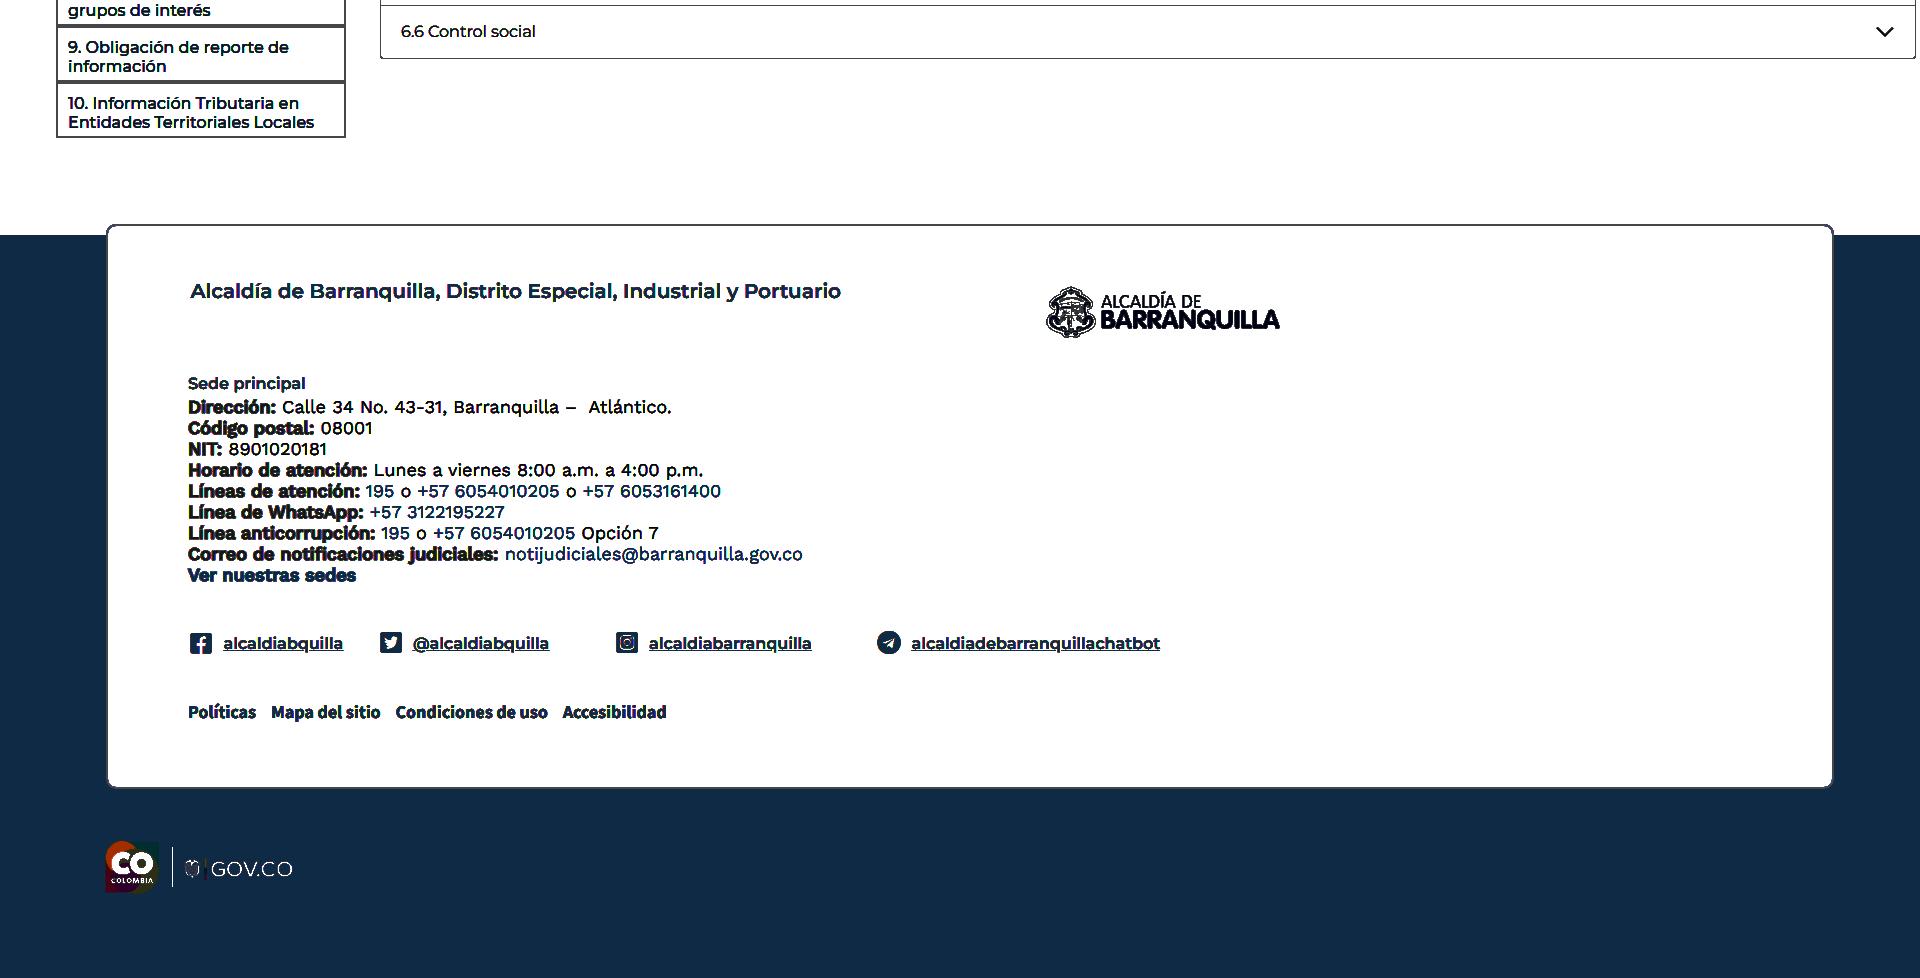 grupos de interés
9. Obligación de reporte de
información
10. Información Tributaria en
Entidades Territoriales Locales
6.6 Control social
Alcaldía de Barranquilla, Distrito Especial, Industrial y Portuario
ALCALDÍA DE
BARRANQUILLA
Sede principal
Dirección: Calle 34 No. 43-31, Barranquilla – Atlántico.
Código postal: 08001
NIT: 8901020181
Horario de atención: Lunes a viernes 8:00 a.m. a 4:00 p.m.
Líneas de atención: 195 o +57 6054010205 o +57 6053161400
Línea de WhatsApp: +57 3122195227
Línea anticorrupción: 195 o +57 6054010205 Opción 7
Correo de notificaciones judiciales: notijudiciales@barranquilla.gov.co
Ver nuestras sedes
alcaldiabquilla @alcaldiabquilla alcaldiabarranquilla alcaldiadebarranquillachatbot
Políticas Mapa del sitio Condiciones de uso Accesibilidad
CO
COLOMBIA
GOV.CO